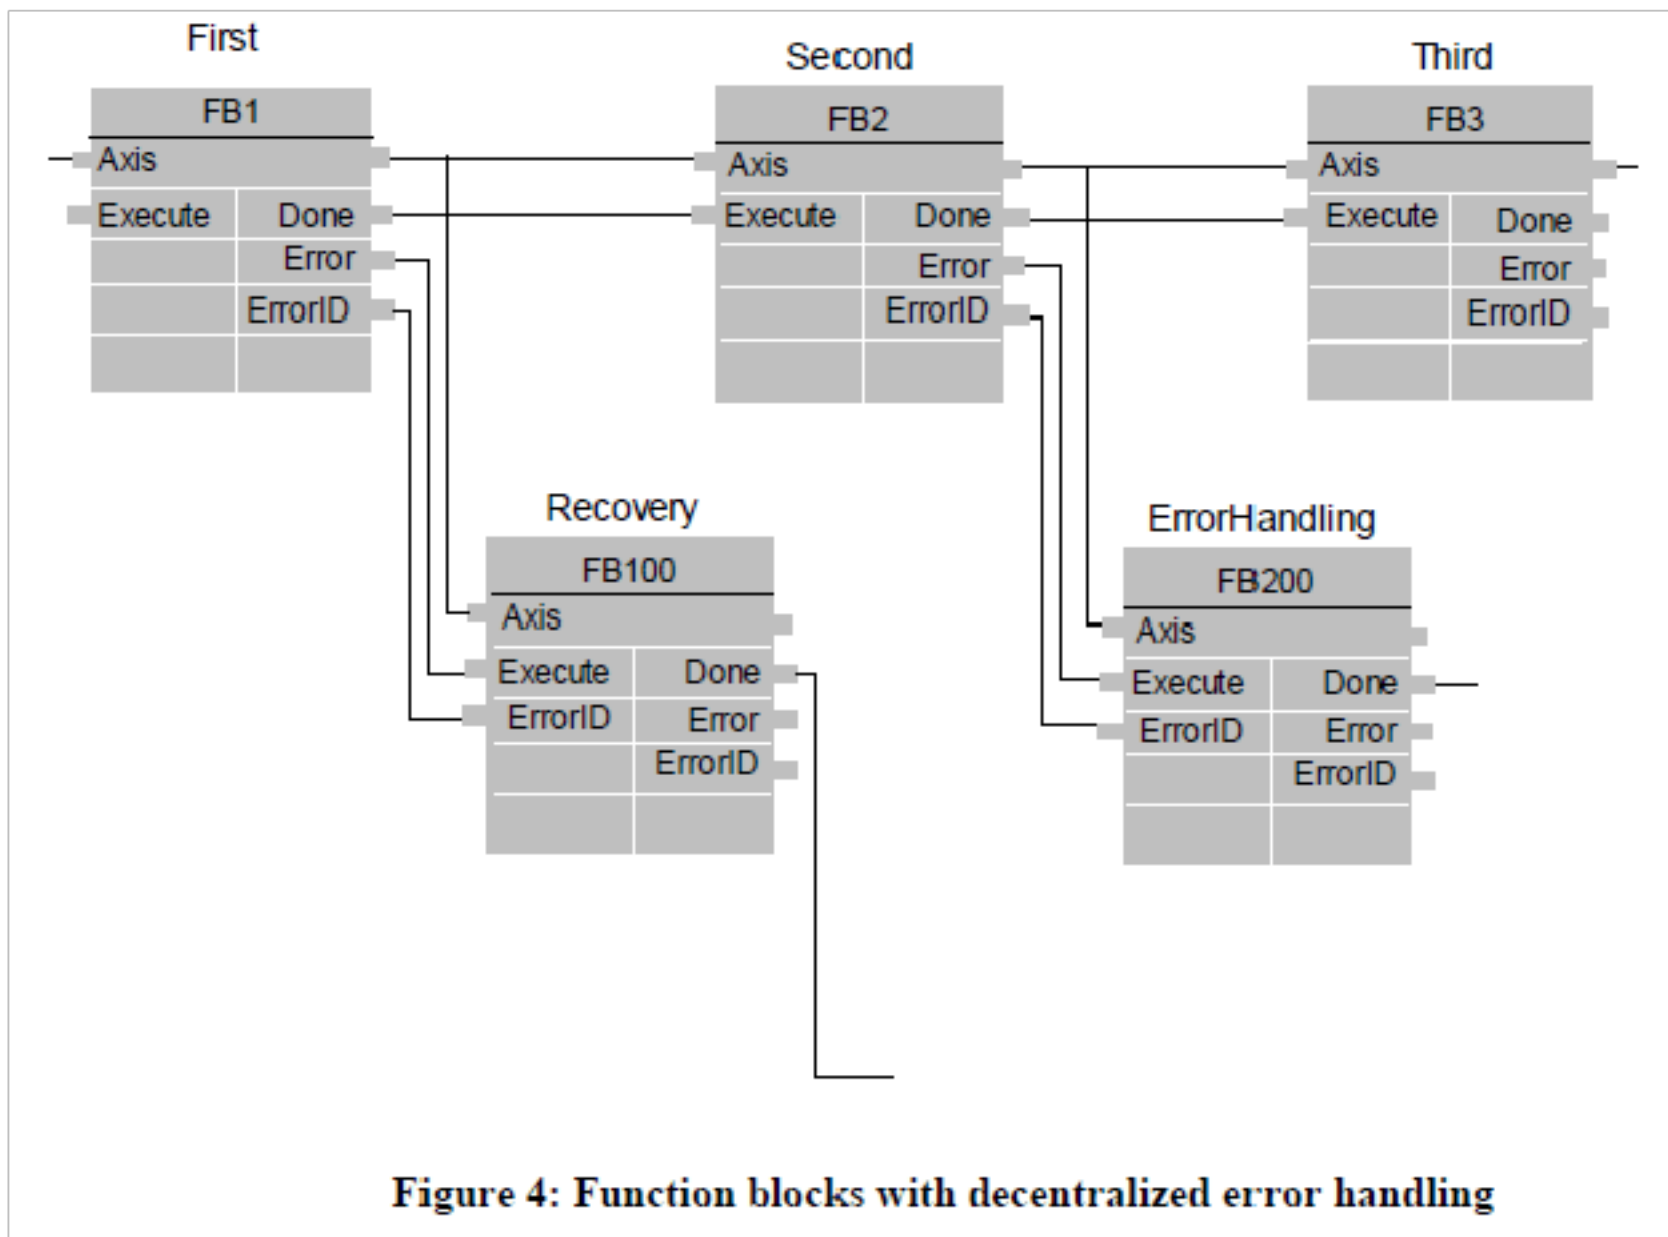 First
Second
Third
FB1
FB2
FB3
Axis
Axis
Axis
Execute Done
Execute Done
Execute Done
Error
Error
Error
ErrorID
ErrorID
ErrorID
Recovery
ErrorHandling
FB100
FB200
Axis
Axis
Execute Done
Execute Done
ErrorID Error
ErrorID Error
ErrorID
ErrorID
Figure 4: Function blocks with decentralized error handling